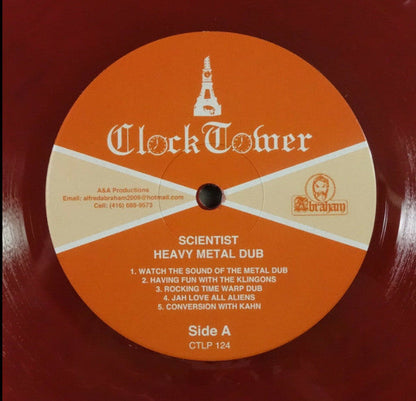 Clock Tower
A&A Productions
Email: alfredabraham2009@hotmail.com
Cell: (416) 688-9573
Abraham
SCIENTIST
HEAVY METAL DUB
1. WATCH THE SOUND OF THE METAL DUB
2. HAVING FUN WITH THE KLINGONS
3. ROCKING TIME WARP DUB
4. JAH LOVE ALL ALIENS
5. CONVERSION WITH KAHN
Side A
CTLP 124